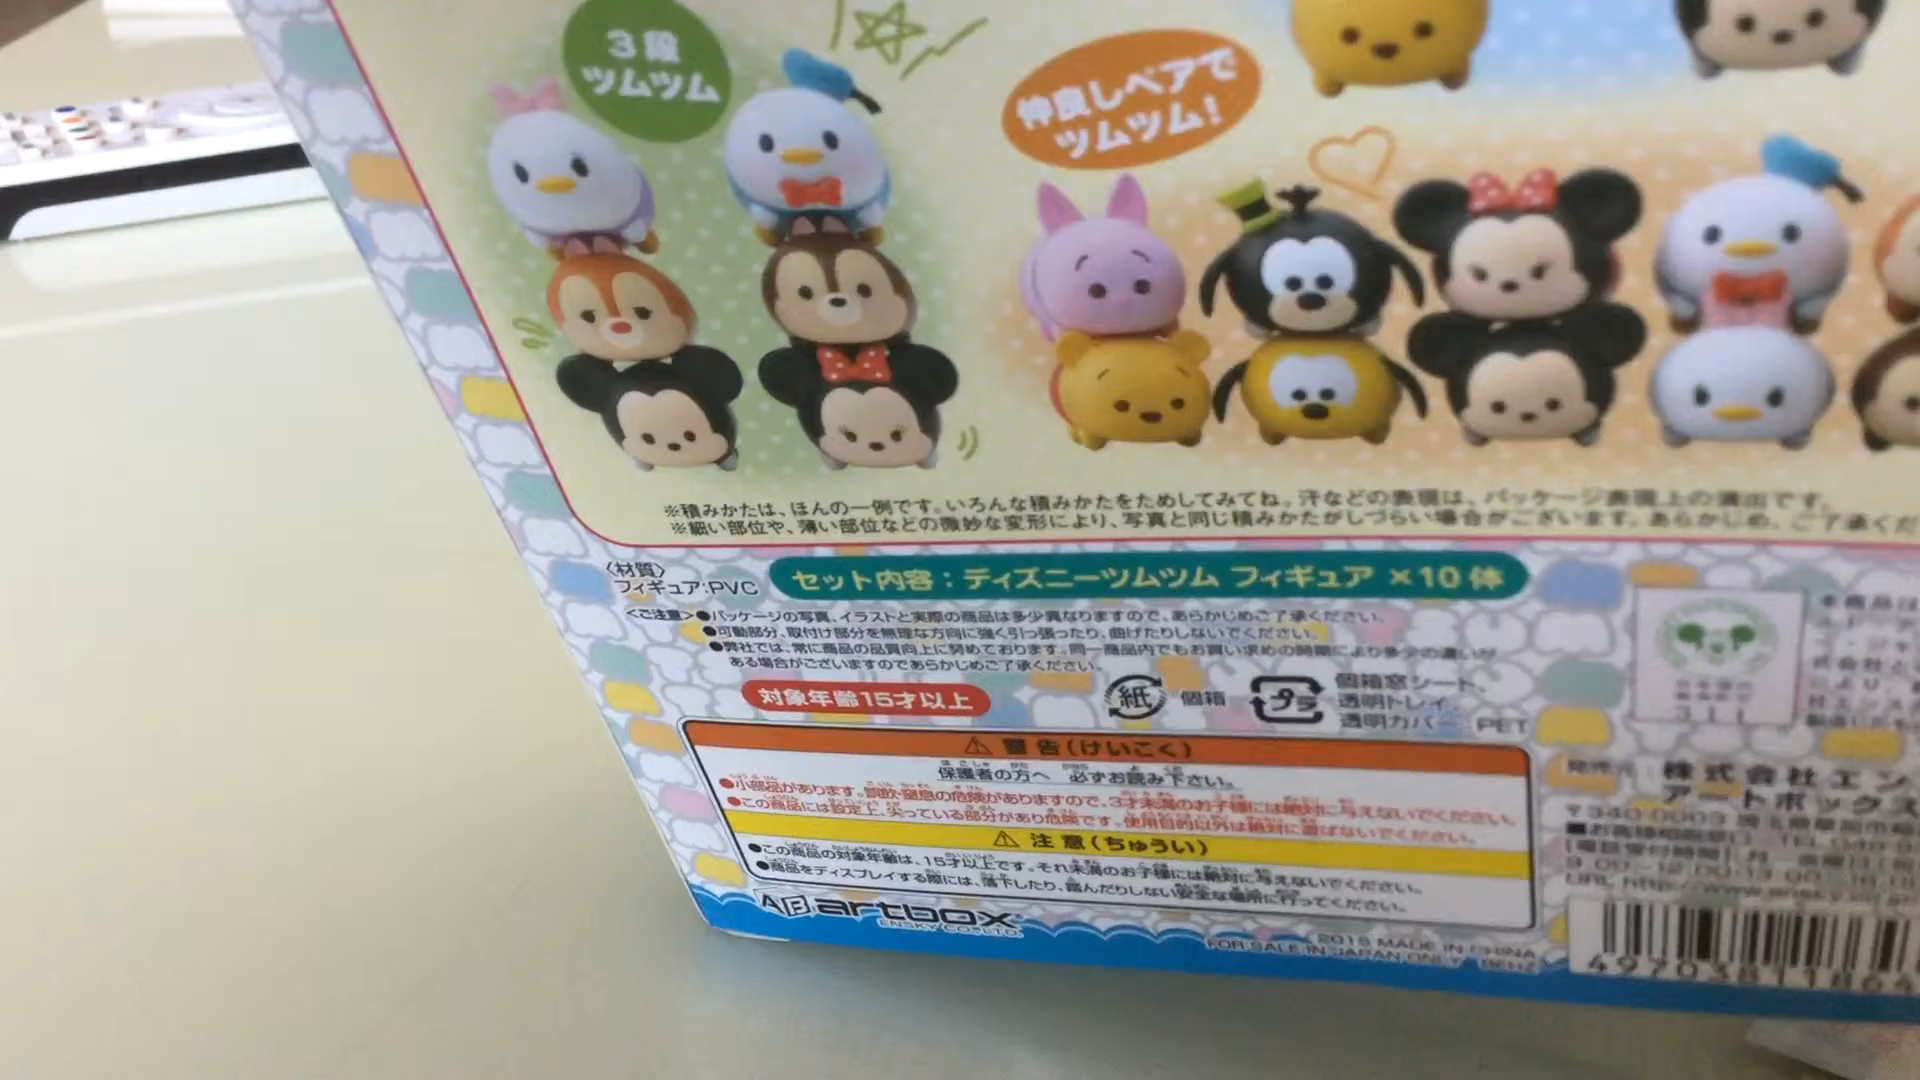 3段
ツムツム
仲良しペアで
ツムツム!
※積みかたは、ほんの一例です。いろんな積みかたをためしてみてね。汗などの表現は、パッケージ表現上の演出です。
※細い部位や、薄い部位などの微妙な変形により、写真と同じ積みかたがしづらい場合がございます。あらかじめ、ご了承くだ
〈材質〉
フィギュア:PVC
セット内容:ディズニーツムツム フィギュア ×10体
<ご注意>●パッケージの写真、イラストと実際の商品は多少異なりますので、あらかじめご了承ください。
●可動部分、取付け部分を無理な方向に強く引っ張ったり、曲げたりしないでください。
●弊社では、常に商品の品質向上に努めております。同一商品内でもお買い求めの時期により多少の違いが
ある場合がございますのであらかじめご了承ください。
対象年齢15才以上
紙 個箱
プラ 個箱窓シート、
透明トレイ、
透明カバー:PET
⚠ 警告(けいこく)
保護者の方へ 必ずお読み下さい。
●小部品があります。誤飲・窒息の危険がありますので、3才未満のお子様には絶対に与えないでください。
●この商品には設定上、尖っている部分があり危険です。使用目的以外は絶対に遊ばないでください。
⚠ 注意(ちゅうい)
●この商品の対象年齢は、15才以上です。それ未満のお子様には絶対に与えないでください。
●商品をディスプレイする際には、落下したり、踏んだりしない安全な場所に行ってください。
AB artbox
ENSKY CO.,LTD.
2015 MADE IN CHINA
FOR SALE IN JAPAN ONLY BENZ
本商品は
発売元 株式会社エン
アートボックス
〒340-0003